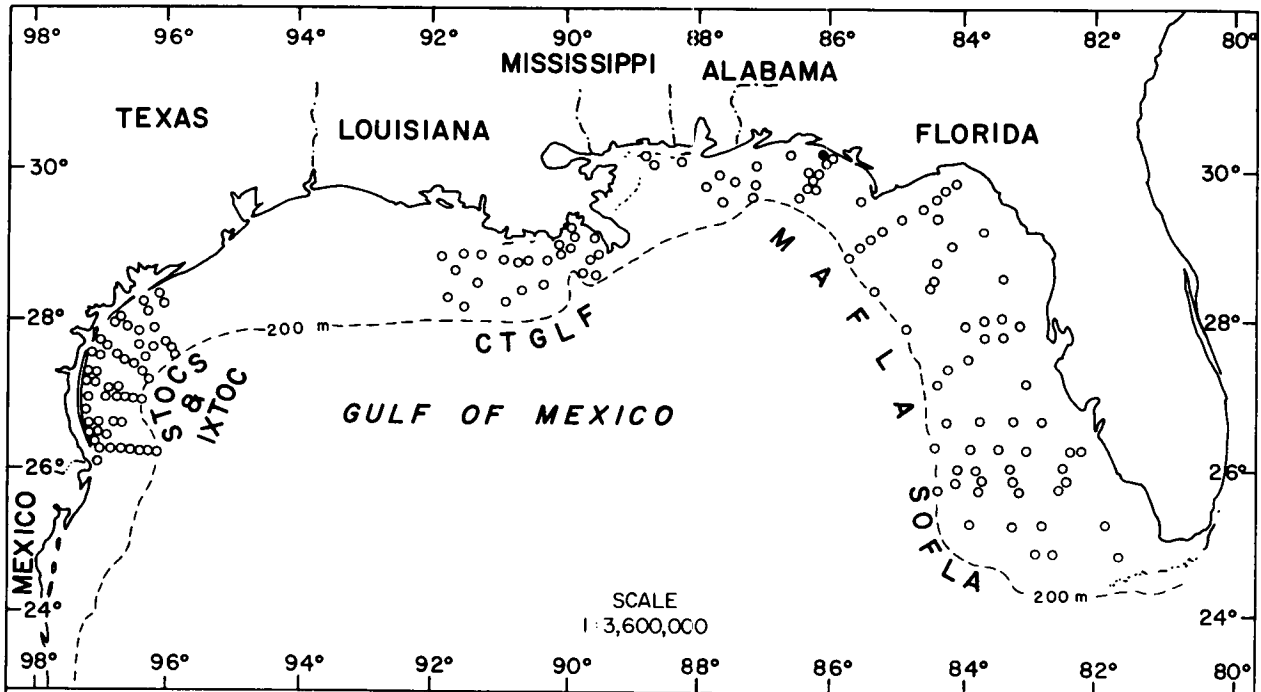 98° 96° 94° 92° 90° 88° 86° 84° 82° 80°
MISSISSIPPI ALABAMA
TEXAS LOUISIANA FLORIDA
30° 30°
MAFLA
28° 200 m CTGLF 28°
STOCS
&
IXTOC
GULF OF MEXICO
26° 26°
MEXICO
SOFLA
SCALE
1:3,600,000
200 m
24° 24°
98° 96° 94° 92° 90° 88° 86° 84° 82° 80°